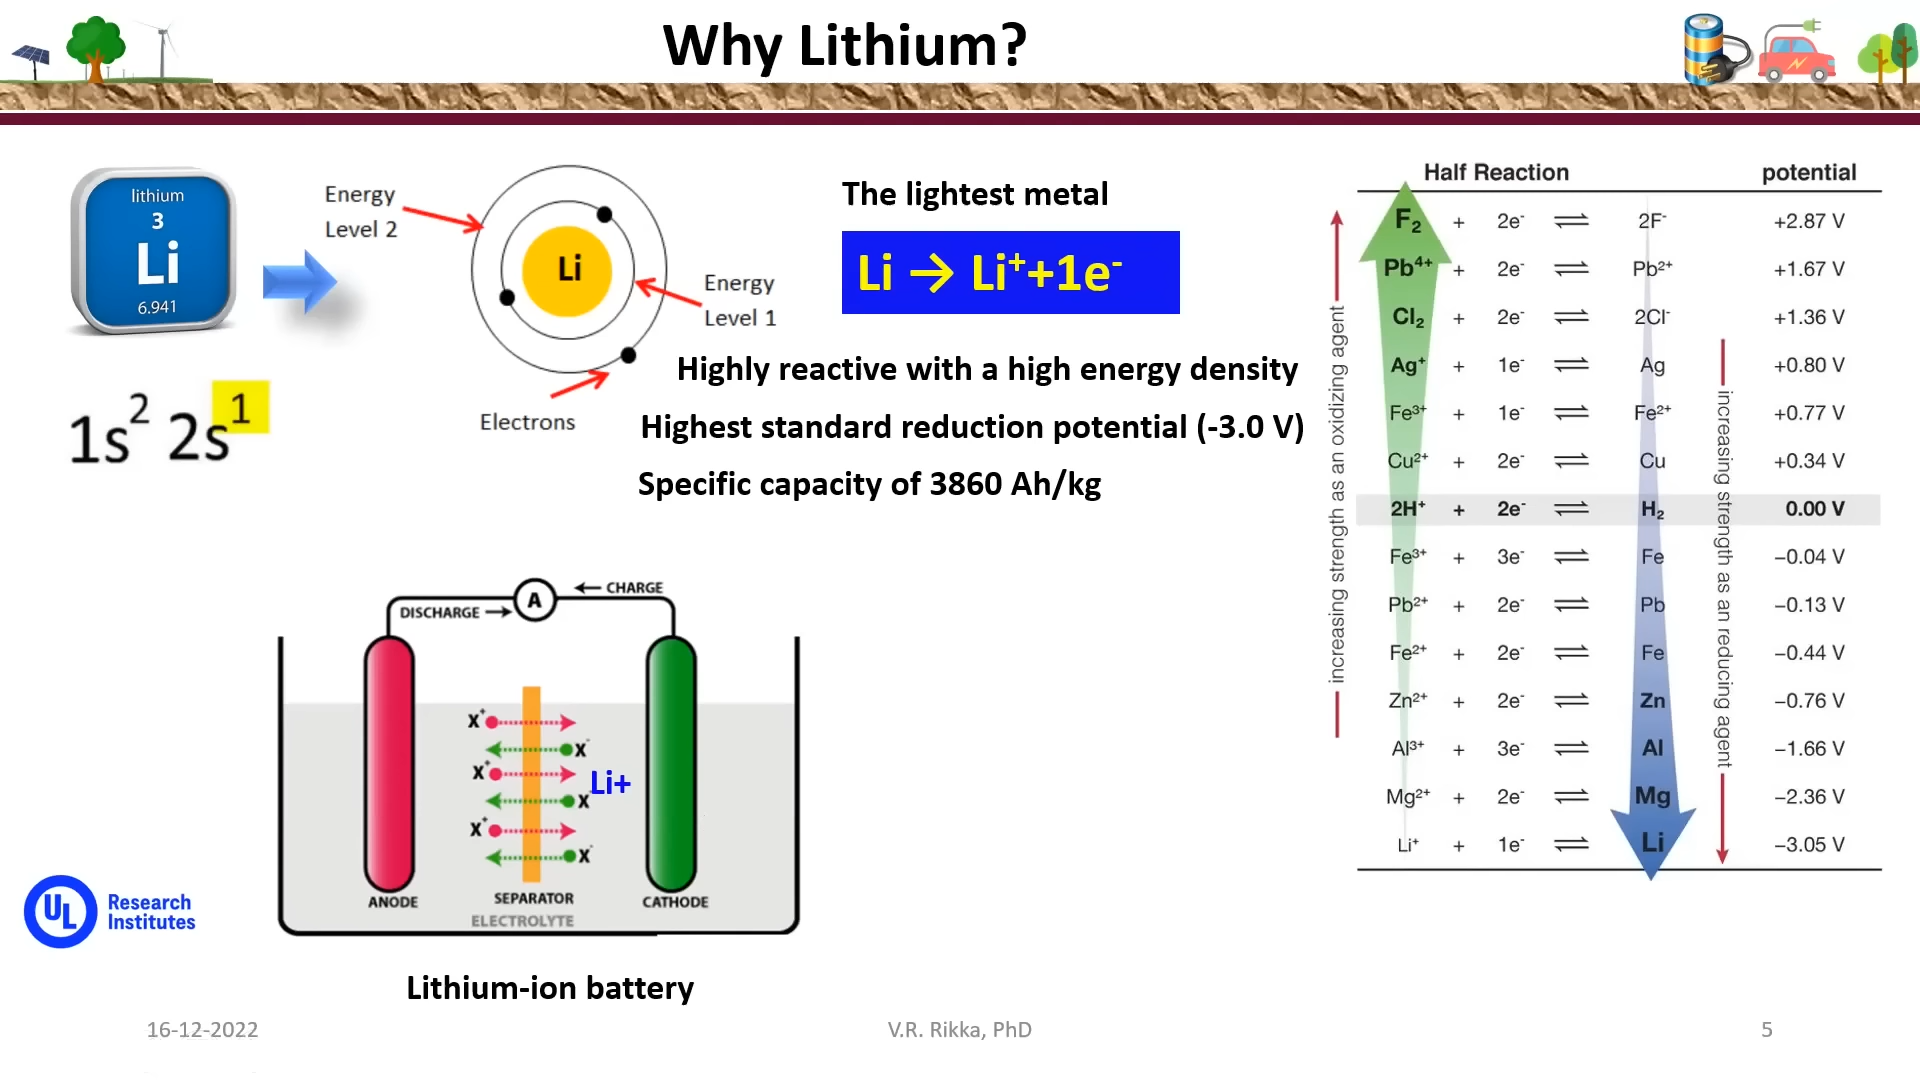 Why Lithium?
lithium
3
Li
6.941
Energy
Level 2
Li
Energy
Level 1
Electrons
1s² 2s¹
The lightest metal
Li → Li⁺+1e⁻
Highly reactive with a high energy density
Highest standard reduction potential (-3.0 V)
Specific capacity of 3860 Ah/kg
Half Reaction potential
F₂ + 2e⁻ ⇌ 2F⁻ +2.87 V
Pb⁴⁺ + 2e⁻ ⇌ Pb²⁺ +1.67 V
Cl₂ + 2e⁻ ⇌ 2Cl⁻ +1.36 V
Ag⁺ + 1e⁻ ⇌ Ag +0.80 V
Fe³⁺ + 1e⁻ ⇌ Fe²⁺ +0.77 V
Cu²⁺ + 2e⁻ ⇌ Cu +0.34 V
2H⁺ + 2e⁻ ⇌ H₂ 0.00 V
Fe³⁺ + 3e⁻ ⇌ Fe −0.04 V
Pb²⁺ + 2e⁻ ⇌ Pb −0.13 V
Fe²⁺ + 2e⁻ ⇌ Fe −0.44 V
Zn²⁺ + 2e⁻ ⇌ Zn −0.76 V
Al³⁺ + 3e⁻ ⇌ Al −1.66 V
Mg²⁺ + 2e⁻ ⇌ Mg −2.36 V
Li⁺ + 1e⁻ ⇌ Li −3.05 V
increasing strength as an oxidizing agent
increasing strength as an reducing agent
DISCHARGE → A ← CHARGE
X⁺
X⁻
X⁺
Li+
X⁻
X⁺
X⁻
ANODE
SEPARATOR
CATHODE
ELECTROLYTE
Lithium-ion battery
UL Research
Institutes
16-12-2022
V.R. Rikka, PhD
5